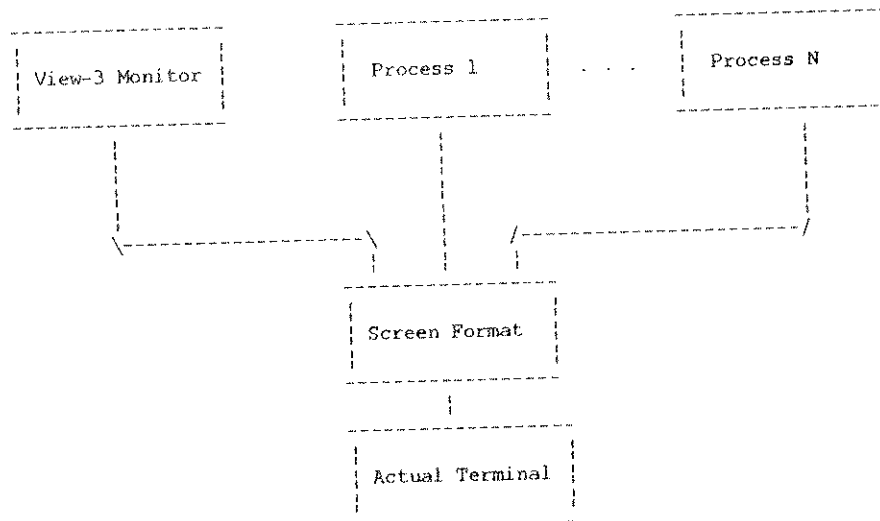 View-3 Monitor
Process 1
. . .
Process N
Screen Format
Actual Terminal